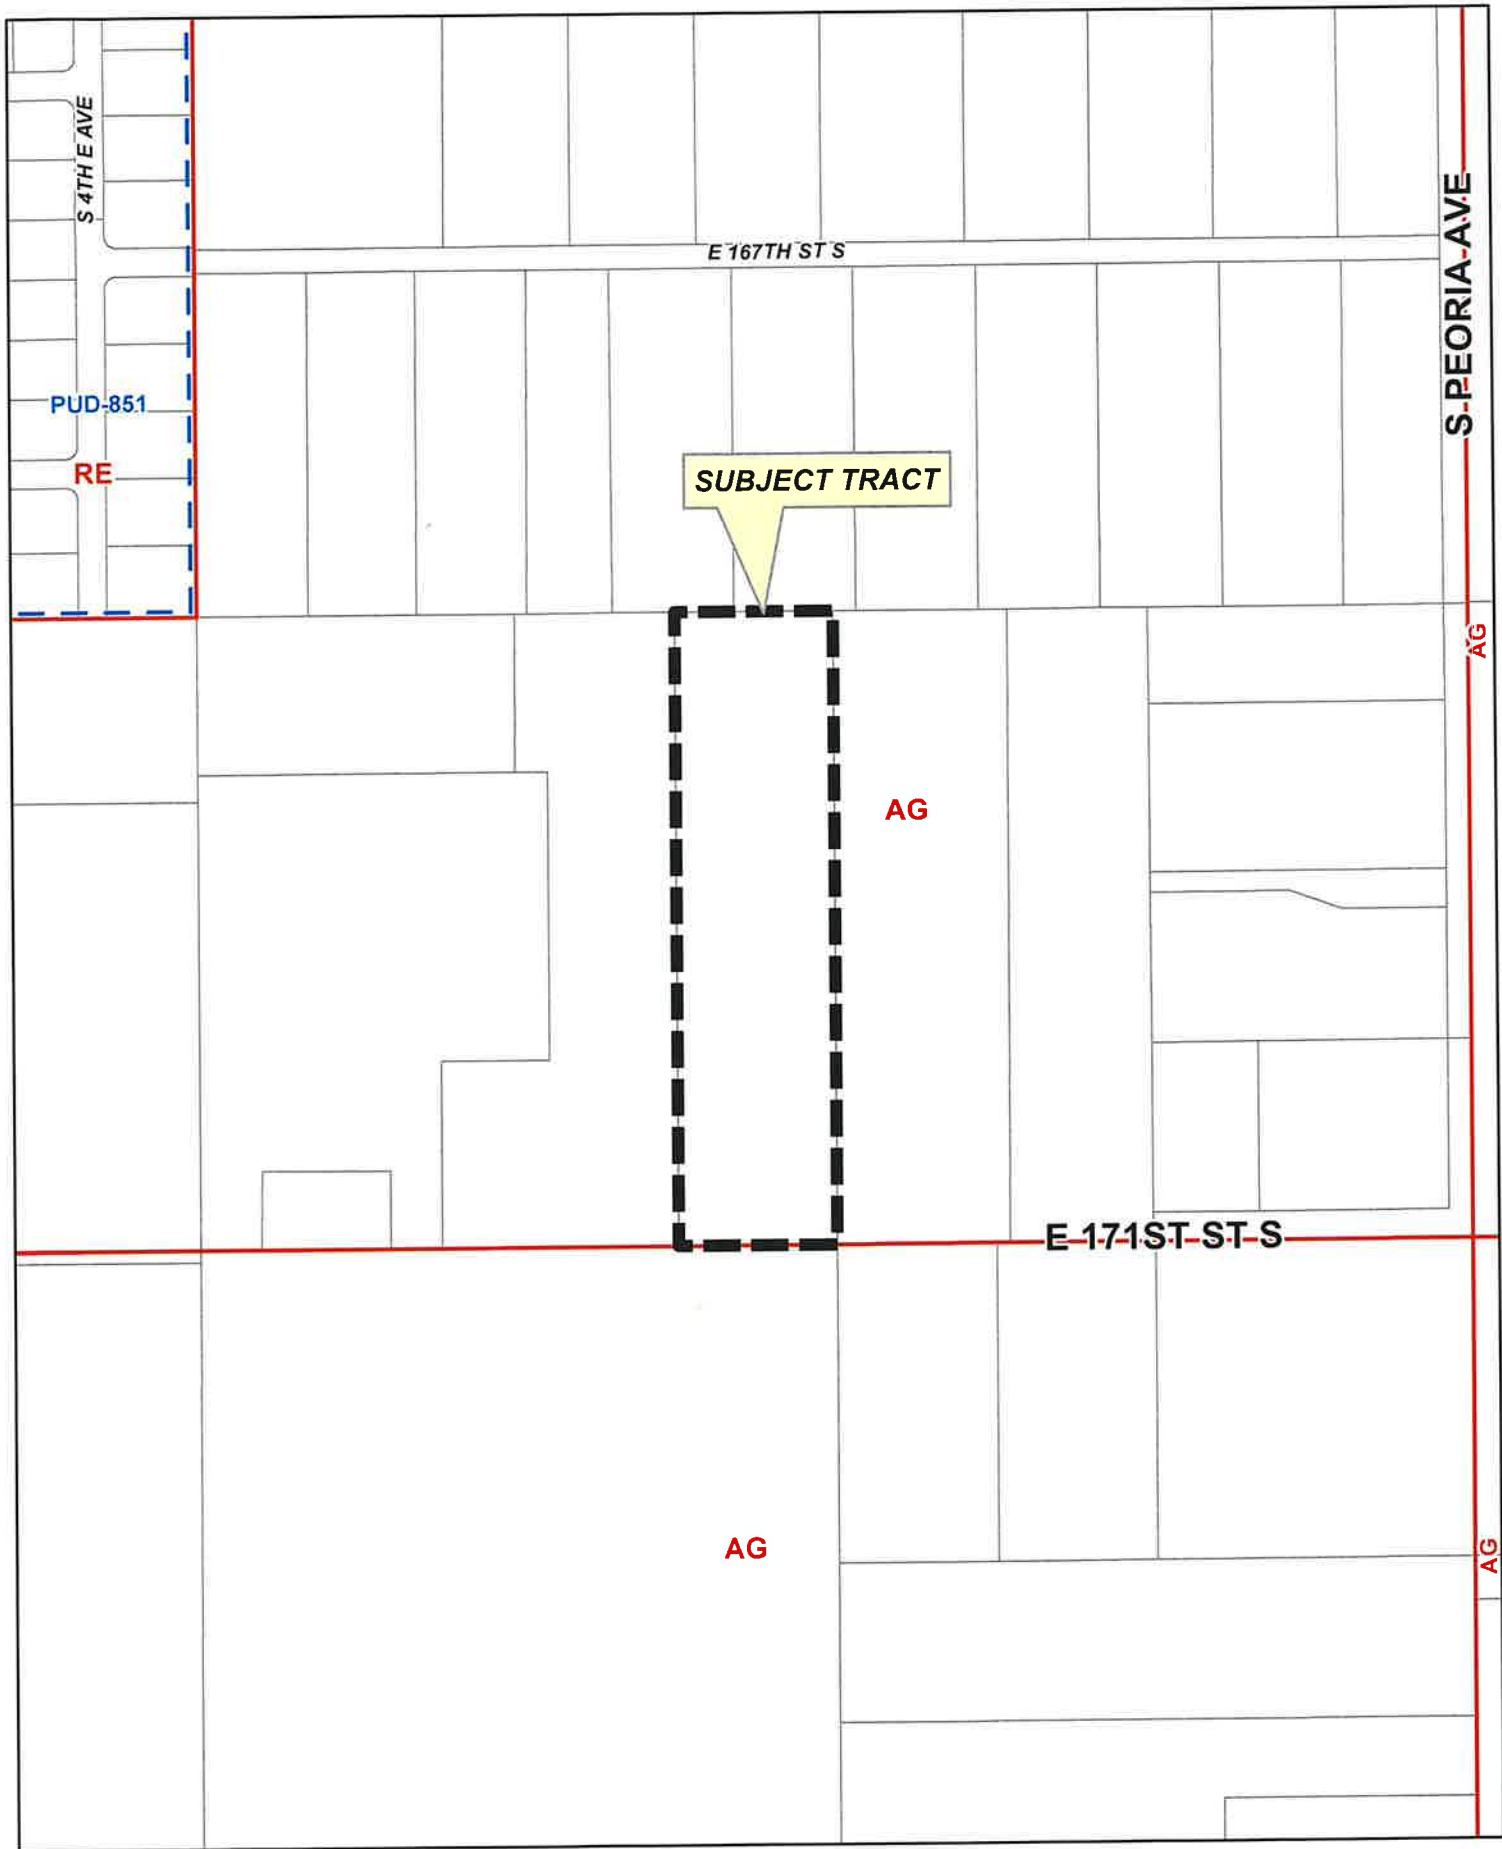 S 4TH E AVE
E 167TH ST S
S PEORIA AVE
PUD-851
RE
SUBJECT TRACT
AG
AG
E 171ST ST S
AG
AG